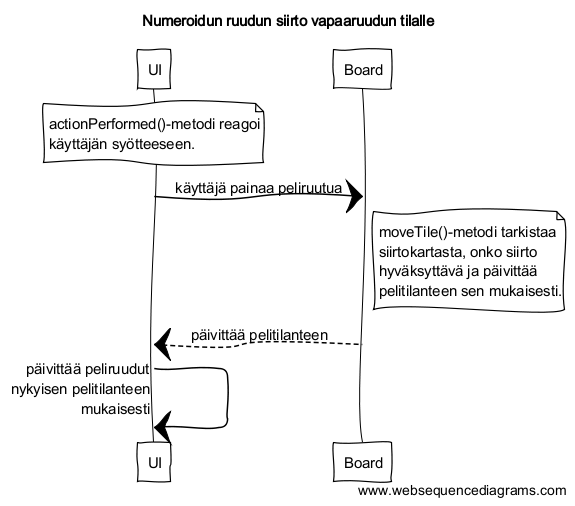 Numeroidun ruudun siirto vapaaruudun tilalle
UI
Board
actionPerformed()-metodi reagoi
käyttäjän syötteeseen.
käyttäjä painaa peliruutua
moveTile()-metodi tarkistaa
siirtokartasta, onko siirto
hyväksyttävä ja päivittää
pelitilanteen sen mukaisesti.
päivittää pelitilanteen
päivittää peliruudut
nykyisen pelitilanteen
mukaisesti
UI
Board
www.websequencediagrams.com